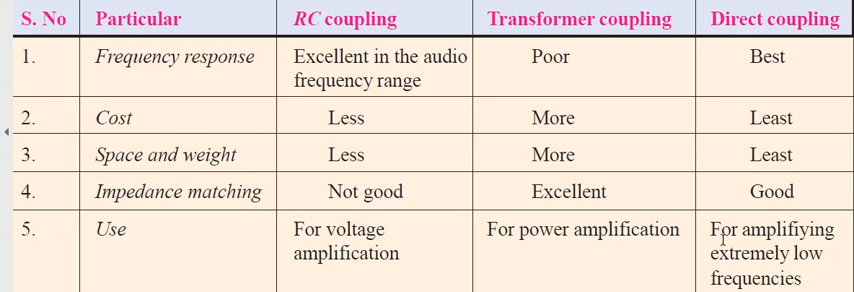 S. No Particular RC coupling Transformer coupling Direct coupling
1. Frequency response Excellent in the audio Poor Best
frequency range
2. Cost Less More Least
3. Space and weight Less More Least
4. Impedance matching Not good Excellent Good
5. Use For voltage For power amplification For amplifiying
amplification extremely low
frequencies